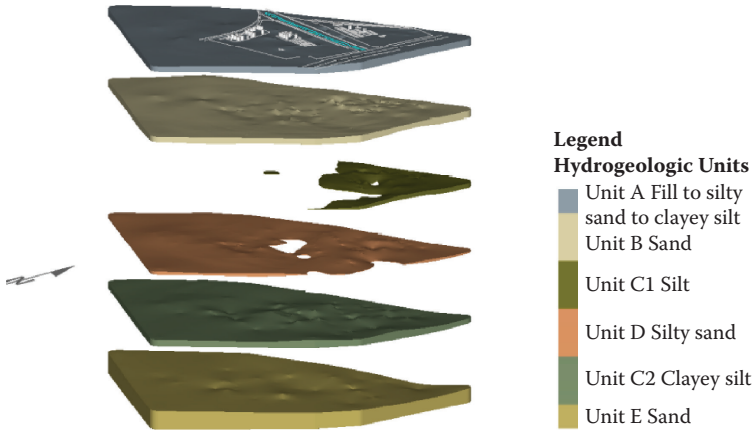 Legend
Hydrogeologic Units
Unit A Fill to silty
sand to clayey silt
Unit B Sand
Unit C1 Silt
Unit D Silty sand
Unit C2 Clayey silt
Unit E Sand